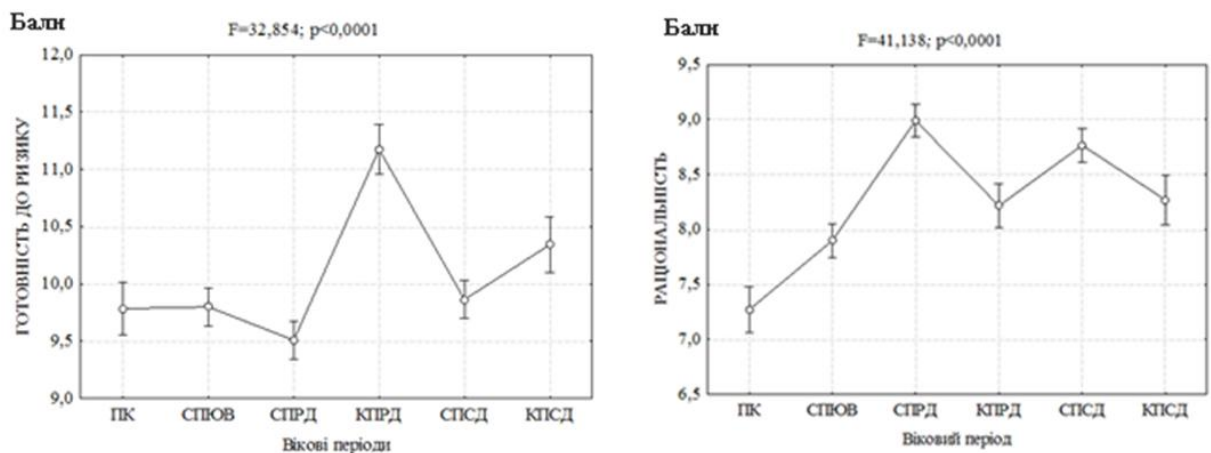 Бали
F=32,854; p<0,0001
12,0
11,5
11,0
10,5
10,0
9,5
9,0
ГОТОВНІСТЬ ДО РИЗИКУ
ПК СПЮВ СПРД КПРД СПСД КПСД
Вікові періоди
Бали
F=41,138; p<0,0001
9,5
9,0
8,5
8,0
7,5
7,0
6,5
РАЦІОНАЛЬНІСТЬ
ПК СПЮВ СПРД КПРД СПСД КПСД
Віковий період